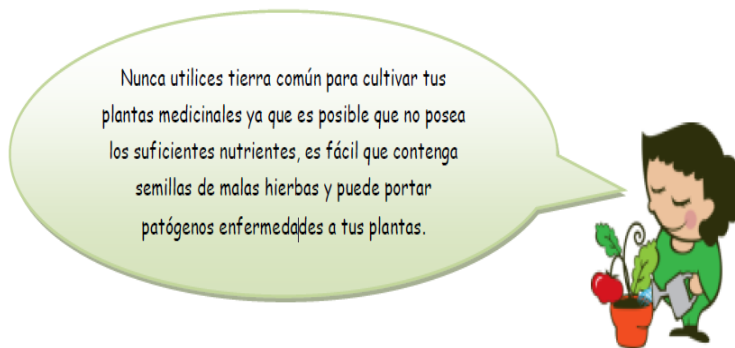 Nunca utilices tierra común para cultivar tus
plantas medicinales ya que es posible que no posea
los suficientes nutrientes, es fácil que contenga
semillas de malas hierbas y puede portar
patógenos enfermedades a tus plantas.